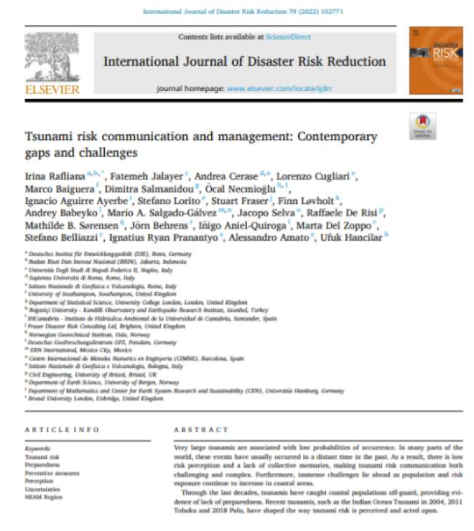 International Journal of Disaster Risk Reduction 70 (2022) 102771
Contents lists available at ScienceDirect
International Journal of Disaster Risk Reduction
journal homepage: www.elsevier.com/locate/ijdrr
ELSEVIER
RISK
Tsunami risk communication and management: Contemporary
gaps and challenges
Irina Rafliana a,b,*, Fatemeh Jalayer c, Andrea Cerase d,e, Lorenzo Cugliari e,
Marco Baiguera f, Dimitra Salmanidou g, Öcal Necmioğlu h,1,
Ignacio Aguirre Ayerbe i, Stefano Lorito e, Stuart Fraser j, Finn Løvholt k,
Andrey Babeyko l, Mario A. Salgado-Gálvez m,n, Jacopo Selva o, Raffaele De Risi p,
Mathilde B. Sørensen q, Jörn Behrens r, Iñigo Aniel-Quiroga i, Marta Del Zoppo c,
Stefano Belliazzi c, Ignatius Ryan Pranantyo s, Alessandro Amato e, Ufuk Hancilar h
a Deutsches Institut für Entwicklungspolitik (DIE), Bonn, Germany
b Badan Riset Dan Inovasi Nasional (BRIN), Jakarta, Indonesia
c Università Degli Studi di Napoli Federico II, Naples, Italy
d Sapienza Università di Roma, Rome, Italy
e Istituto Nazionale di Geofisica e Vulcanologia, Rome, Italy
f University of Southampton, Southampton, United Kingdom
g Department of Statistical Science, University College London, London, United Kingdom
h Bogazici University - Kandilli Observatory and Earthquake Research Institute, Istanbul, Turkey
i IHCantabria - Instituto de Hidráulica Ambiental de la Universidad de Cantabria, Santander, Spain
j Fraser Disaster Risk Consulting Ltd, Brighton, United Kingdom
k Norwegian Geotechnical Institute, Oslo, Norway
l Deutsches GeoForschungsZentrum GFZ, Potsdam, Germany
m ERN International, Mexico City, Mexico
n Centre Internacional de Metodes Numerics en Enginyeria (CIMNE), Barcelona, Spain
o Istituto Nazionale di Geofisica e Vulcanologia, Bologna, Italy
p Civil Engineering, University of Bristol, Bristol, UK
q Department of Earth Science, University of Bergen, Norway
r Department of Mathematics and Center for Earth System Research and Sustainability (CEN), Universität Hamburg, Germany
s Brunel University London, Uxbridge, United Kingdom
ARTICLE INFO
Keywords:
Tsunami risk
Preparedness
Preventive measures
Perception
Uncertainties
NEAM Region
ABSTRACT
Very large tsunamis are associated with low probabilities of occurrence. In many parts of the
world, these events have usually occurred in a distant time in the past. As a result, there is low
risk perception and a lack of collective memories, making tsunami risk communication both
challenging and complex. Furthermore, immense challenges lie ahead as population and risk
exposure continue to increase in coastal areas.
Through the last decades, tsunamis have caught coastal populations off-guard, providing evi-
dence of lack of preparedness. Recent tsunamis, such as the Indian Ocean Tsunami in 2004, 2011
Tohoku and 2018 Palu, have shaped the way tsunami risk is perceived and acted upon.